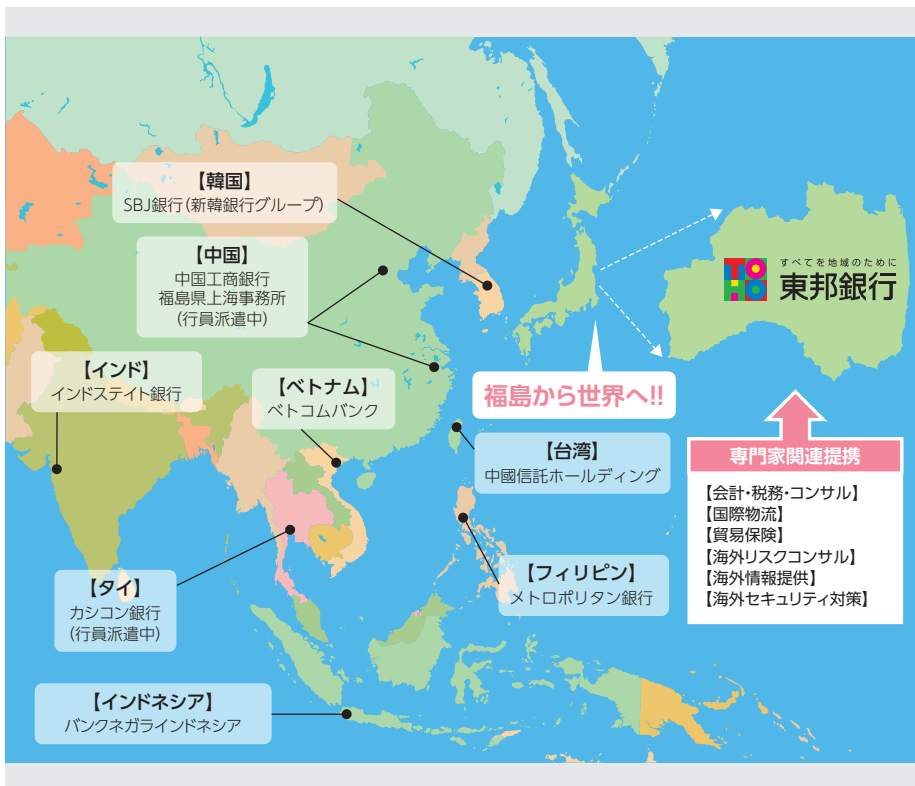 【韓国】
SBJ銀行(新韓銀行グループ)
【中国】
中国工商銀行
福島県上海事務所
(行員派遣中)
【インド】
インドステイト銀行
【ベトナム】
ベトコムバンク
【台湾】
中國信託ホールディング
【フィリピン】
メトロポリタン銀行
【タイ】
カシコン銀行
(行員派遣中)
【インドネシア】
バンクネガラインドネシア
福島から世界へ!!
TO
HO
すべてを地域のために
東邦銀行
専門家関連提携
【会計・税務・コンサル】
【国際物流】
【貿易保険】
【海外リスクコンサル】
【海外情報提供】
【海外セキュリティ対策】